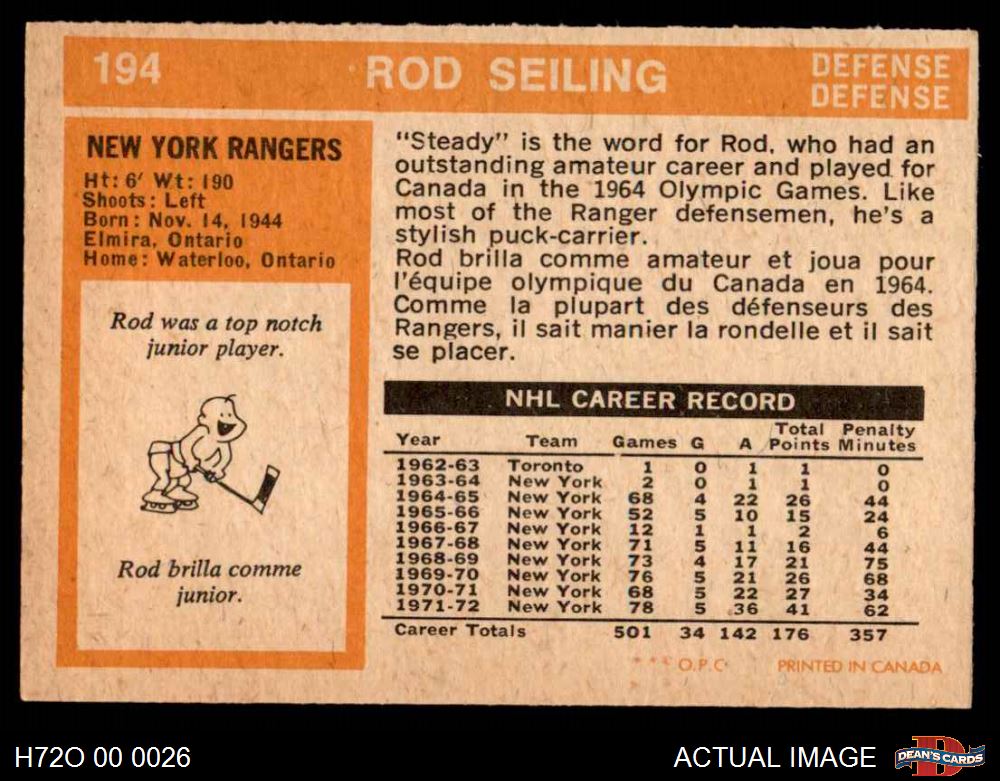 194
ROD SEILING
DEFENSE
DEFENSE
NEW YORK RANGERS
Ht: 6' Wt: 190
Shoots: Left
Born: Nov. 14, 1944
Elmira, Ontario
Home: Waterloo, Ontario
Rod was a top notch
junior player.
Rod brilla comme
junior.
"Steady" is the word for Rod, who had an
outstanding amateur career and played for
Canada in the 1964 Olympic Games. Like
most of the Ranger defensemen, he's a
stylish puck-carrier.
Rod brilla comme amateur et joua pour
l'équipe olympique du Canada en 1964.
Comme la plupart des défenseurs des
Rangers, il sait manier la rondelle et il sait
se placer.
NHL CAREER RECORD
Year Team Games G A Total Points Penalty Minutes
1962-63 Toronto 1 0 1 1 0
1963-64 New York 2 0 1 1 0
1964-65 New York 68 4 22 26 44
1965-66 New York 52 5 10 15 24
1966-67 New York 12 1 1 2 6
1967-68 New York 71 5 11 16 44
1968-69 New York 73 4 17 21 75
1969-70 New York 76 5 21 26 68
1970-71 New York 68 5 22 27 34
1971-72 New York 78 5 36 41 62
Career Totals 501 34 142 176 357
*** O.P.C. PRINTED IN CANADA
H72O 00 0026
ACTUAL IMAGE
DEAN'S CARDS